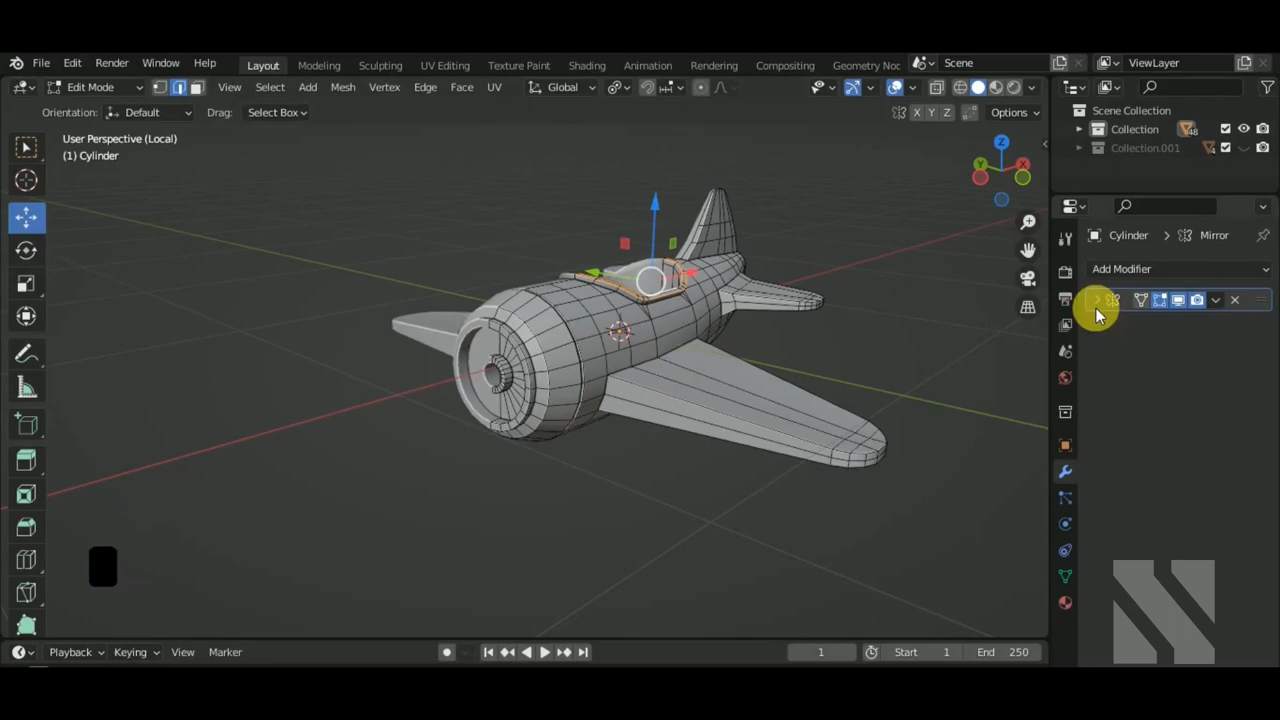 File Edit Render Window Help Layout Modeling Sculpting UV Editing Texture Paint Shading Animation Rendering Compositing Geometry Noc Scene ViewLayer
Edit Mode View Select Add Mesh Vertex Edge Face UV Global
Orientation: Default Drag: Select Box X Y Z Options
Scene Collection
Collection 48
Collection.001 4
User Perspective (Local)
(1) Cylinder
Z
Y X
Cylinder > Mirror
Add Modifier
Playback Keying View Marker 1 Start 1 End 250